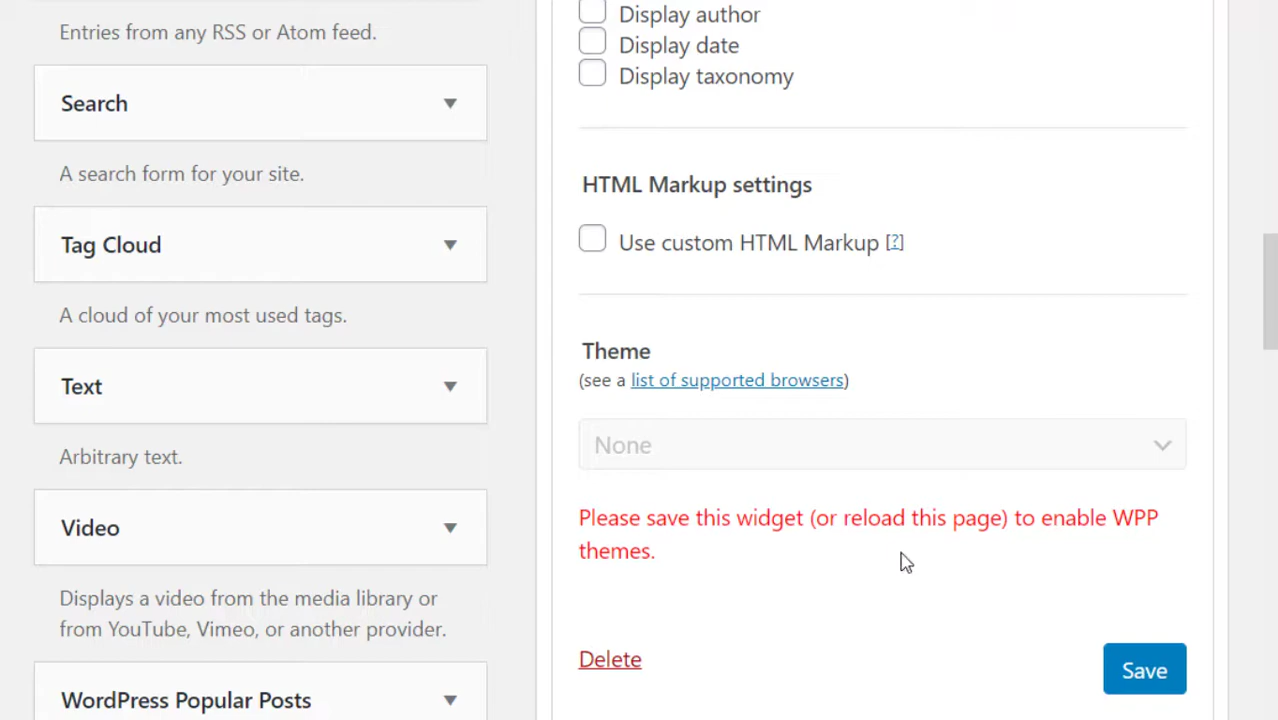 Entries from any RSS or Atom feed.
Search
A search form for your site.
Tag Cloud
A cloud of your most used tags.
Text
Arbitrary text.
Video
Displays a video from the media library or
from YouTube, Vimeo, or another provider.
WordPress Popular Posts
Display author
Display date
Display taxonomy
HTML Markup settings
Use custom HTML Markup [?]
Theme
(see a list of supported browsers)
None
Please save this widget (or reload this page) to enable WPP
themes.
Delete
Save